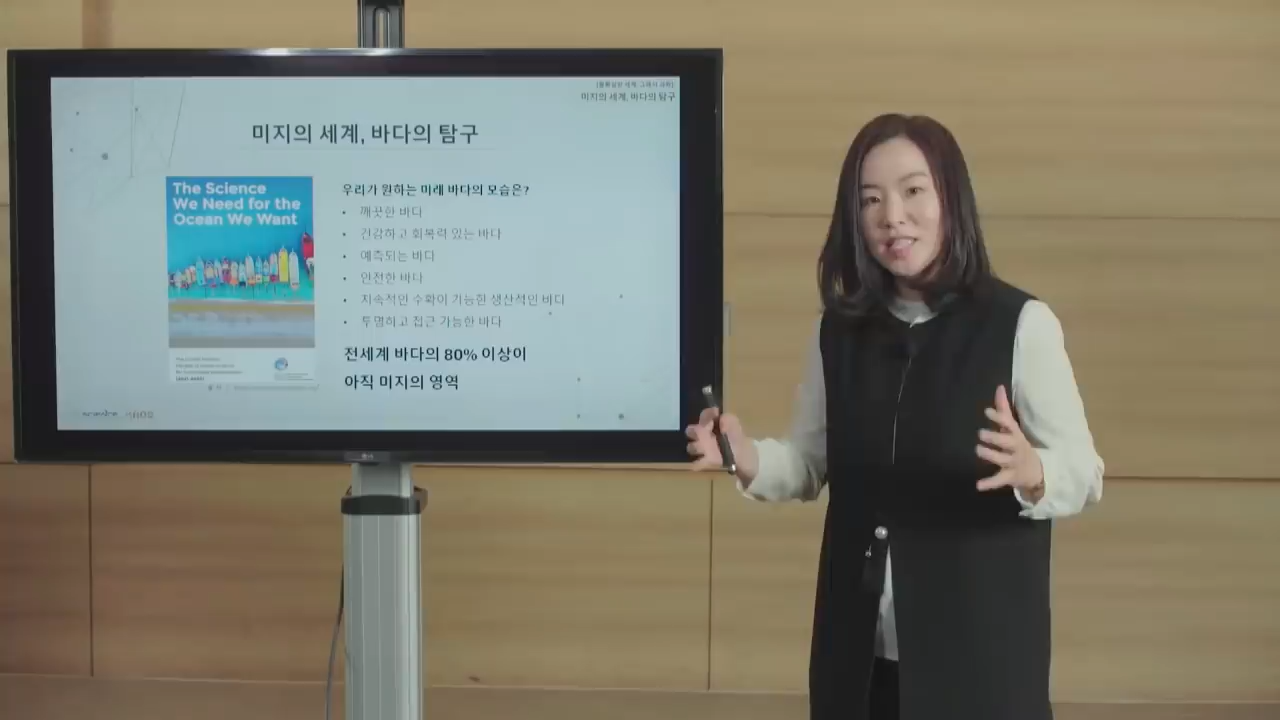 미지의 세계, 바다의 탐구
미지의 세계, 바다의 탐구
The Science
We Need for the
Ocean We Want
우리가 원하는 미래 바다의 모습은?
• 깨끗한 바다
• 건강하고 회복력 있는 바다
• 예측되는 바다
• 안전한 바다
• 지속적인 수확이 가능한 생산적인 바다
• 투명하고 접근 가능한 바다
전세계 바다의 80% 이상이
아직 미지의 영역
LG